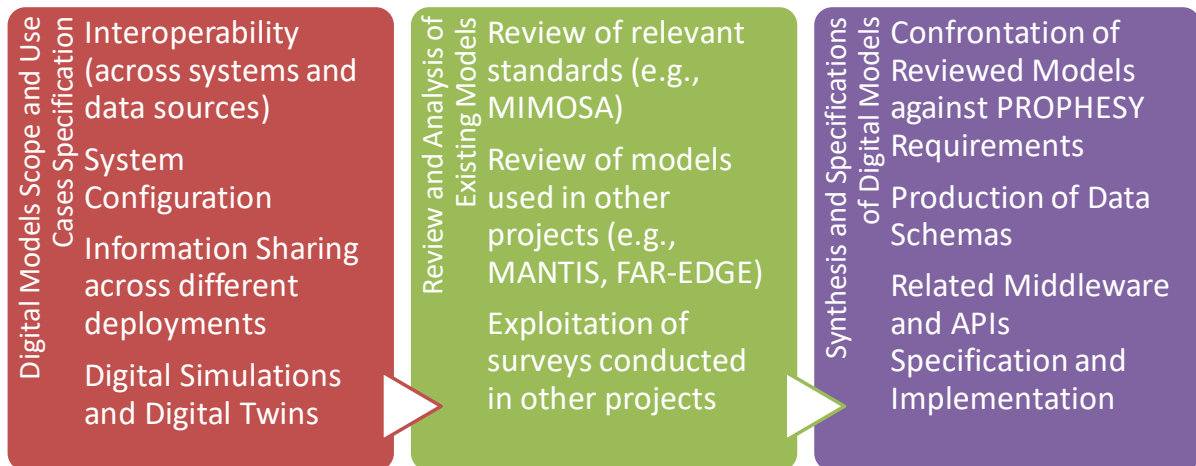 Digital Models Scope and Use
Cases Specification
Interoperability
(across systems and
data sources)
System
Configuration
Information Sharing
across different
deployments
Digital Simulations
and Digital Twins
Review and Analysis of
Existing Models
Review of relevant
standards (e.g.,
MIMOSA)
Review of models
used in other
projects (e.g.,
MANTIS, FAR-EDGE)
Exploitation of
surveys conducted
in other projects
Synthesis and Specifications
of Digital Models
Confrontation of
Reviewed Models
against PROPHESY
Requirements
Production of Data
Schemas
Related Middleware
and APIs
Specification and
Implementation